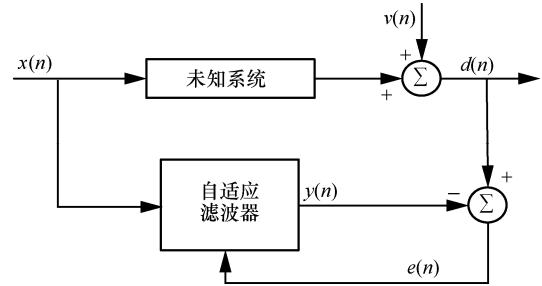 v(n)
x(n)
未知系统
+
∑
d(n)
+
自适应
滤波器
y(n)
−
+
∑
e(n)